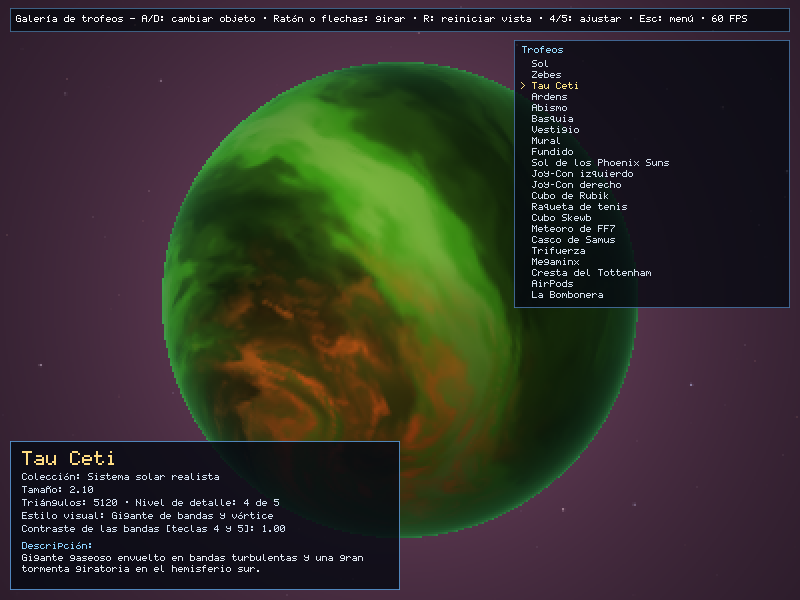 Galería de trofeos - A/D: cambiar objeto · Ratón o flechas: girar · R: reiniciar vista · 4/5: ajustar · Esc: menú · 60 FPS
Trofeos
Sol
Zebes
> Tau Ceti
Ardens
Abismo
Basquia
Vestigio
Mural
Fundido
Sol de los Phoenix Suns
Joy-Con izquierdo
Joy-Con derecho
Cubo de Rubik
Raqueta de tenis
Cubo Skewb
Meteoro de FF7
Casco de Samus
Trifuerza
Megaminx
Cresta del Tottenham
AirPods
La Bombonera
Tau Ceti
Colección: Sistema solar realista
Tamaño: 2.10
Triángulos: 5120 · Nivel de detalle: 4 de 5
Estilo visual: Gigante de bandas y vórtice
Contraste de las bandas [teclas 4 y 5]: 1.00
Descripción:
Gigante gaseoso envuelto en bandas turbulentas y una gran
tormenta giratoria en el hemisferio sur.